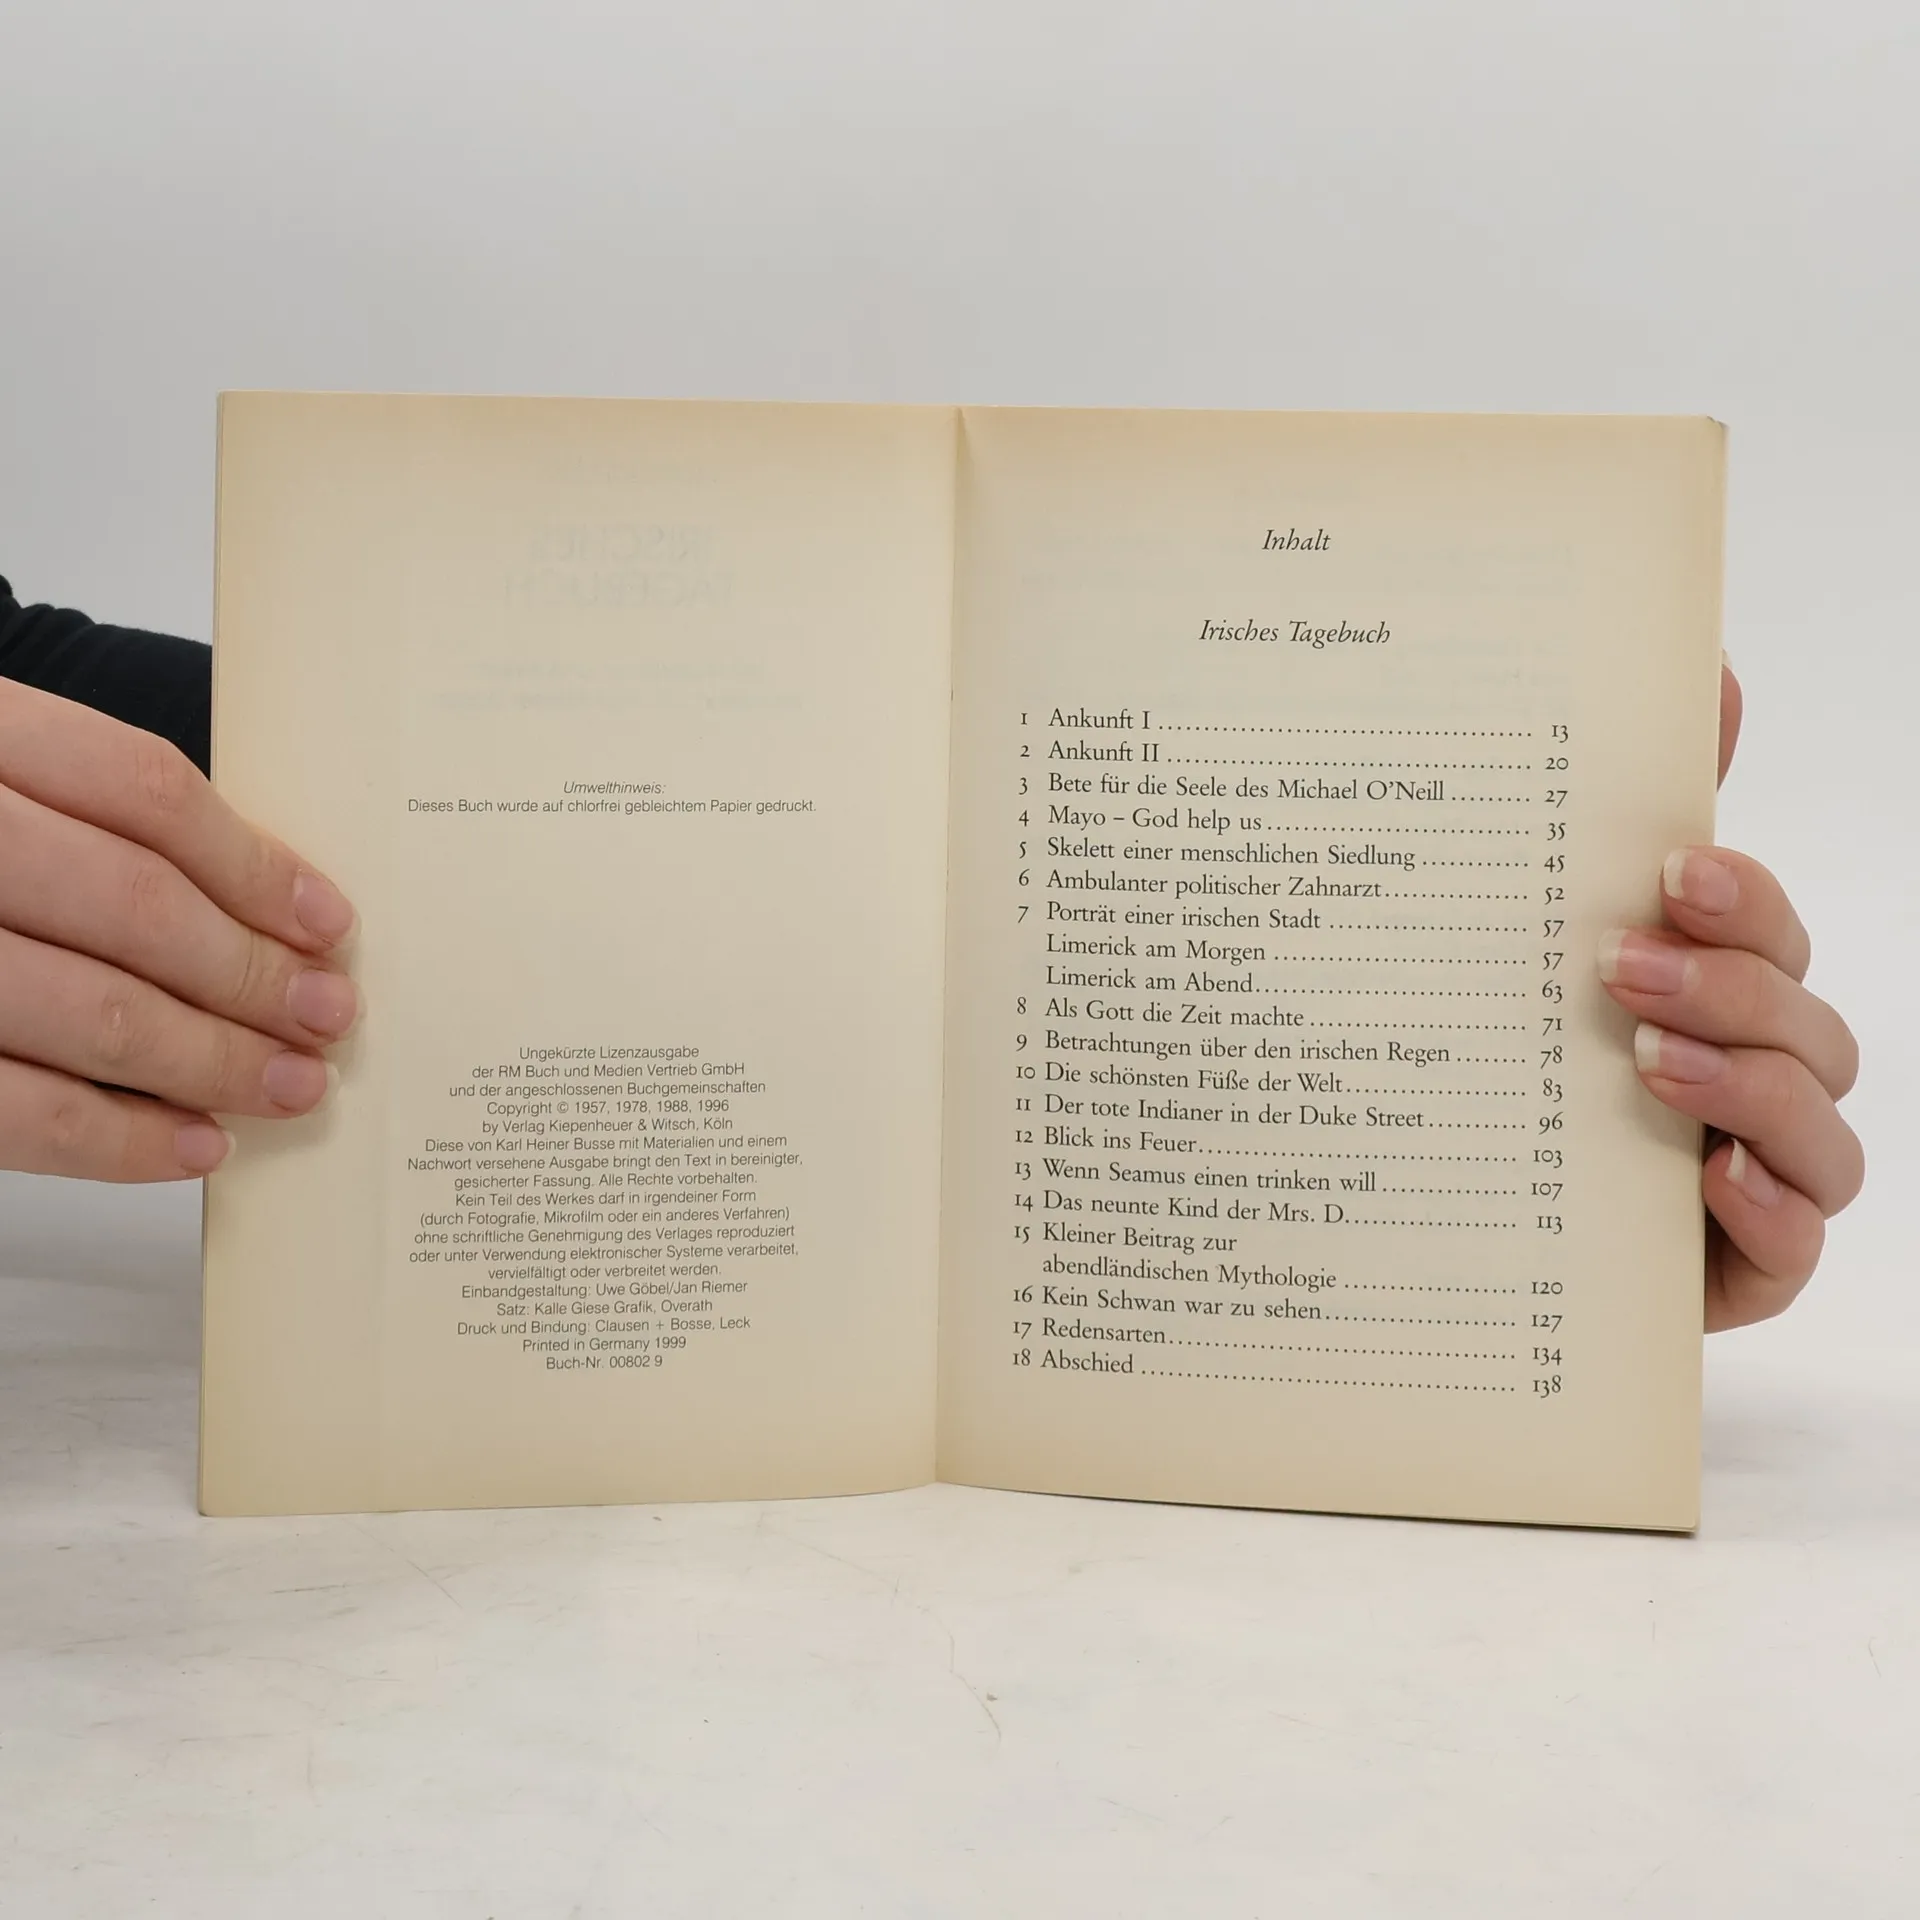 Umwelthinweis:
Dieses Buch wurde auf chlorfrei gebleichtem Papier gedruckt.
Ungekürzte Lizenzausgabe
der RM Buch und Medien Vertrieb GmbH
und der angeschlossenen Buchgemeinschaften
Copyright © 1957, 1978, 1988, 1996
by Verlag Kiepenheuer & Witsch, Köln
Diese von Karl Heiner Busse mit Materialien und einem
Nachwort versehene Ausgabe bringt den Text in bereinigter,
gesicherter Fassung. Alle Rechte vorbehalten.
Kein Teil des Werkes darf in irgendeiner Form
(durch Fotografie, Mikrofilm oder ein anderes Verfahren)
ohne schriftliche Genehmigung des Verlages reproduziert
oder unter Verwendung elektronischer Systeme verarbeitet,
vervielfältigt oder verbreitet werden.
Einbandgestaltung: Uwe Göbel/Jan Riemer
Satz: Kalle Giese Grafik, Overath
Druck und Bindung: Clausen + Bosse, Leck
Printed in Germany 1999
Buch-Nr. 00802 9
Inhalt
Irisches Tagebuch
1 Ankunft I .......... 13
2 Ankunft II .......... 20
3 Bete für die Seele des Michael O'Neill .......... 27
4 Mayo – God help us .......... 35
5 Skelett einer menschlichen Siedlung .......... 45
6 Ambulanter politischer Zahnarzt .......... 52
7 Porträt einer irischen Stadt .......... 57
Limerick am Morgen .......... 57
Limerick am Abend .......... 63
8 Als Gott die Zeit machte .......... 71
9 Betrachtungen über den irischen Regen .......... 78
10 Die schönsten Füße der Welt .......... 83
11 Der tote Indianer in der Duke Street .......... 96
12 Blick ins Feuer .......... 103
13 Wenn Seamus einen trinken will .......... 107
14 Das neunte Kind der Mrs. D. .......... 113
15 Kleiner Beitrag zur
abendländischen Mythologie .......... 120
16 Kein Schwan war zu sehen .......... 127
17 Redensarten .......... 134
18 Abschied .......... 138